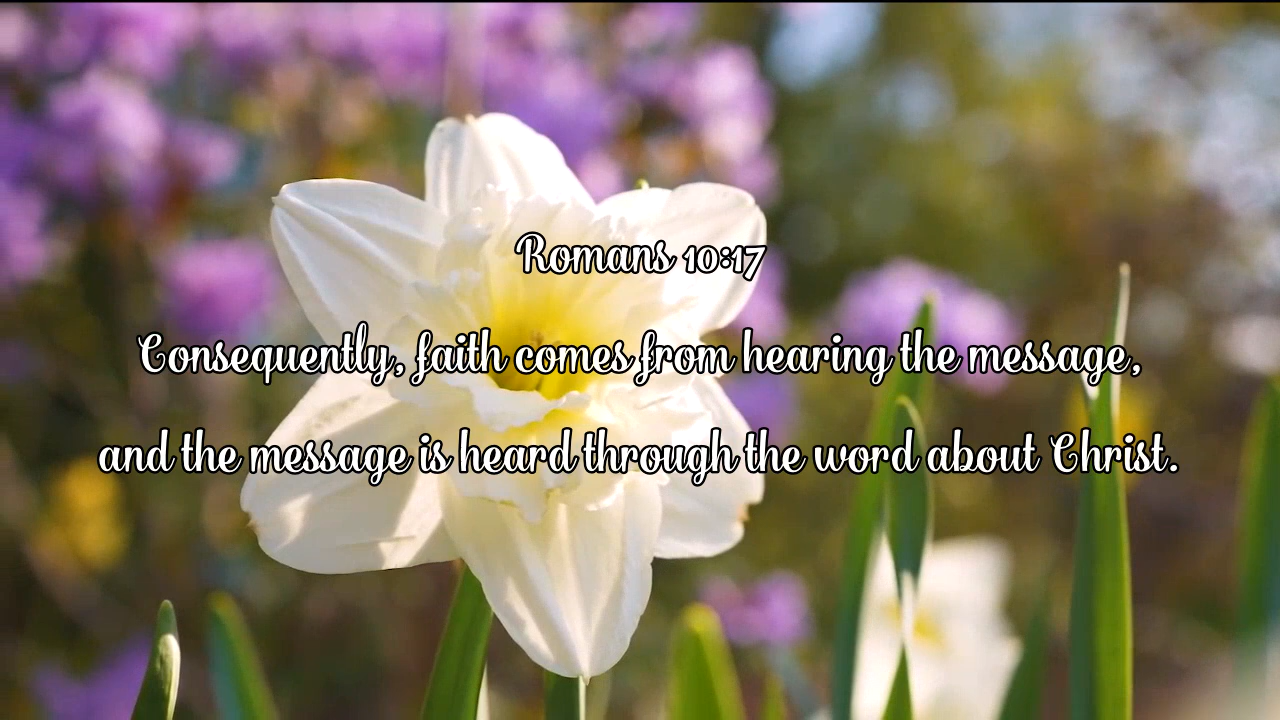 Romans 10:17
Consequently, faith comes from hearing the message,
and the message is heard through the word about Christ.